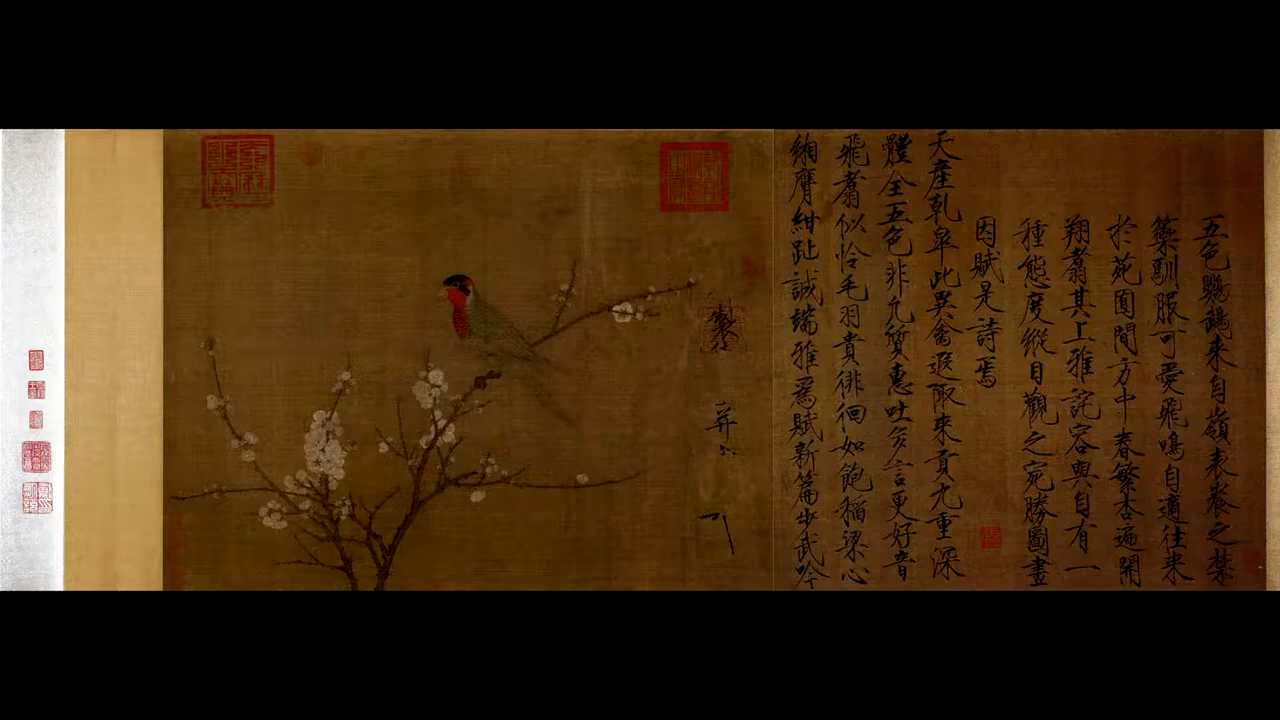 五色鸚鵡來自嶺表養之禁
籞馴服可愛飛鳴自適往來
於苑囿間方中春繁杏遍開
翔翥其上雅詫容與自有一
種態度縱目觀之宛勝圖畫
因賦是詩焉
天產乾皋此異禽遐陬來貢九重深
體全五色非凡質惠吐多言更好音
飛翥似怜毛羽貴徘徊如飽稻粱心
緗膺紺趾誠端雅爲賦新篇步武吟